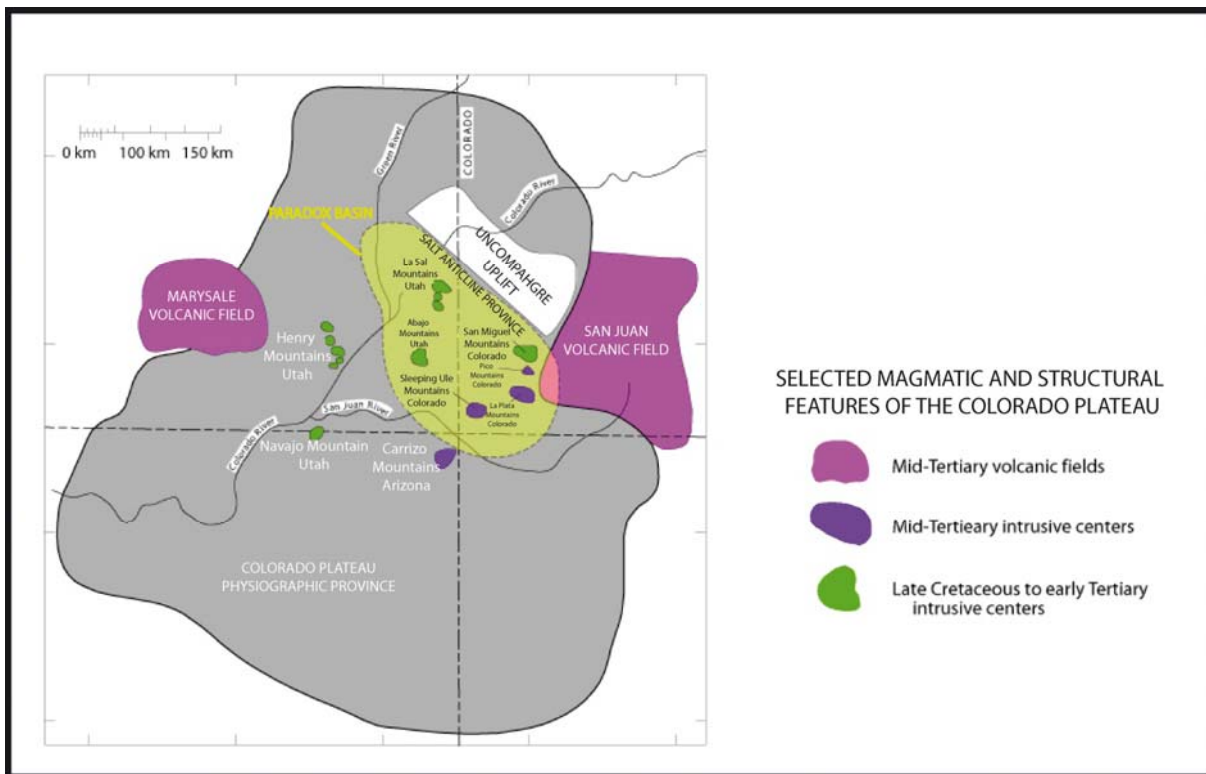 0 km 100 km 150 km
Green River
COLORADO
Colorado River
PARADOX BASIN
SALT ANTICLINE PROVINCE
UNCOMPAHGRE
UPLIFT
La Sal
Mountains
Utah
MARYSALE
VOLCANIC FIELD
SAN JUAN
VOLCANIC FIELD
Henry
Mountains
Utah
Abajo
Mountains
Utah
San Miguel
Mountains
Colorado
Pico
Mountains
Colorado
Sleeping Ule
Mountains
Colorado
La Plata
Mountains
Colorado
San Juan River
Colorado River
Navajo Mountain
Utah
Carrizo
Mountains
Arizona
COLORADO PLATEAU
PHYSIOGRAPHIC PROVINCE
SELECTED MAGMATIC AND STRUCTURAL
FEATURES OF THE COLORADO PLATEAU
Mid-Tertiary volcanic fields
Mid-Tertieary intrusive centers
Late Cretaceous to early Tertiary
intrusive centers